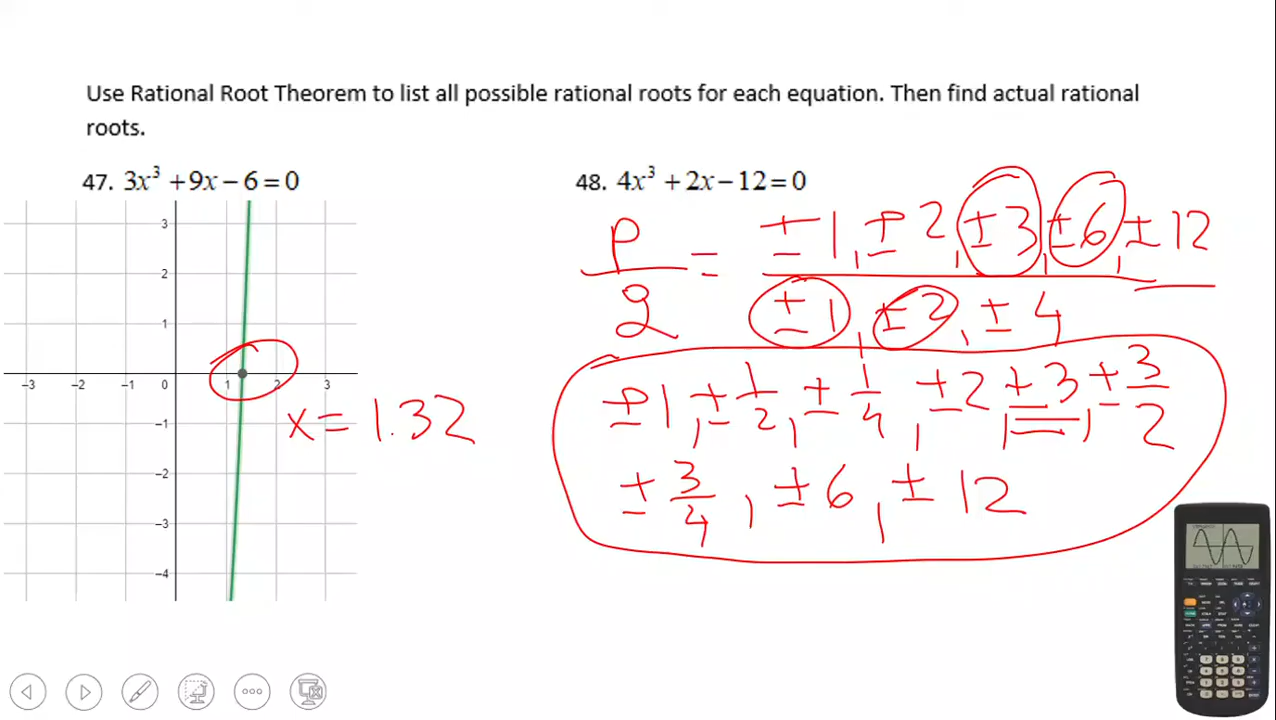 Use Rational Root Theorem to list all possible rational roots for each equation. Then find actual rational
roots.
47. 3x³ + 9x − 6 = 0
3
2
1
−3 −2 −1 0 1 2 3
−1
−2
−3
−4
x = 1.32
48. 4x³ + 2x − 12 = 0
p = ±1, ±2, ±3, ±6, ±12
q ±1, ±2, ±4
±1, ±1/2, ±1/4, ±2, ±3, ±3/2
±3/4, ±6, ±12